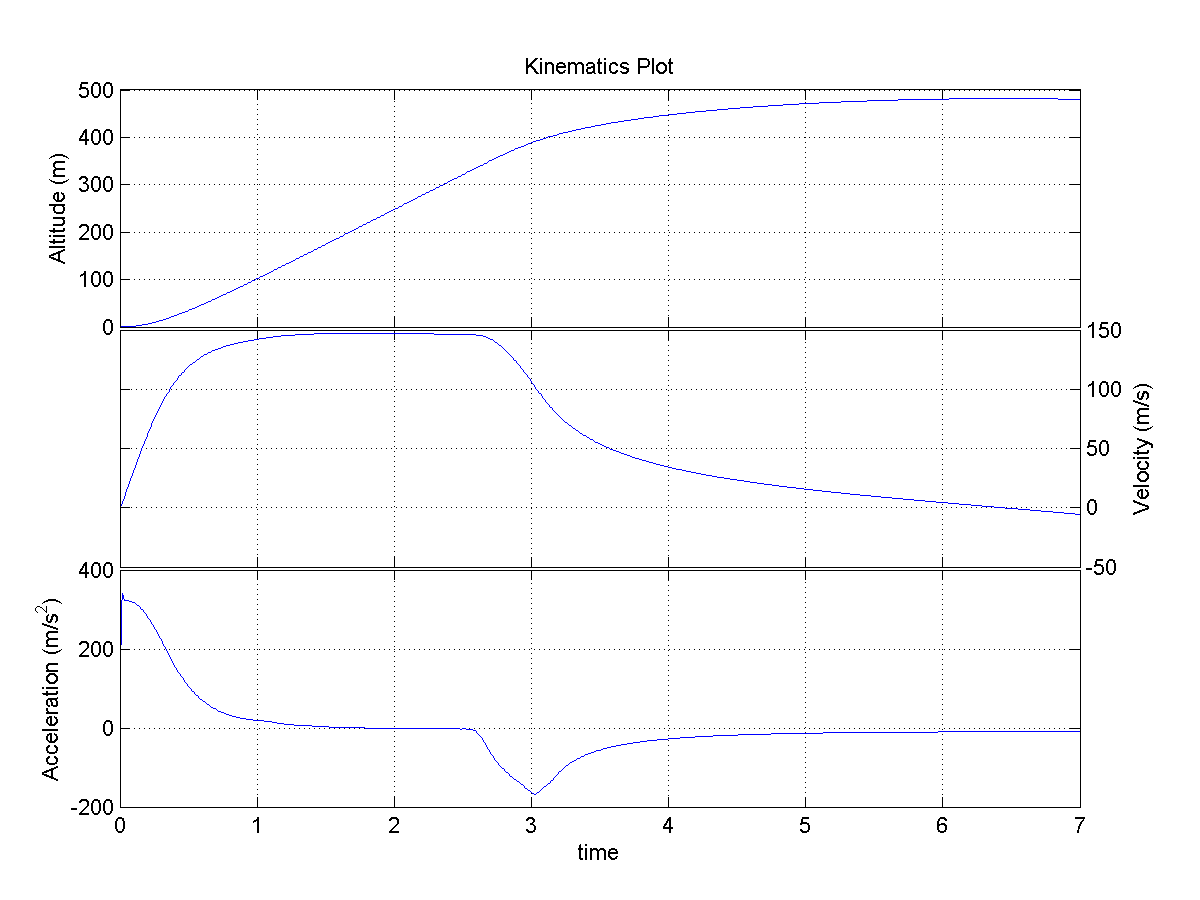 Kinematics Plot
500
400
300
200
100
0
Altitude (m)
150
100
50
0
-50
Velocity (m/s)
400
200
0
-200
Acceleration (m/s²)
0 1 2 3 4 5 6 7
time